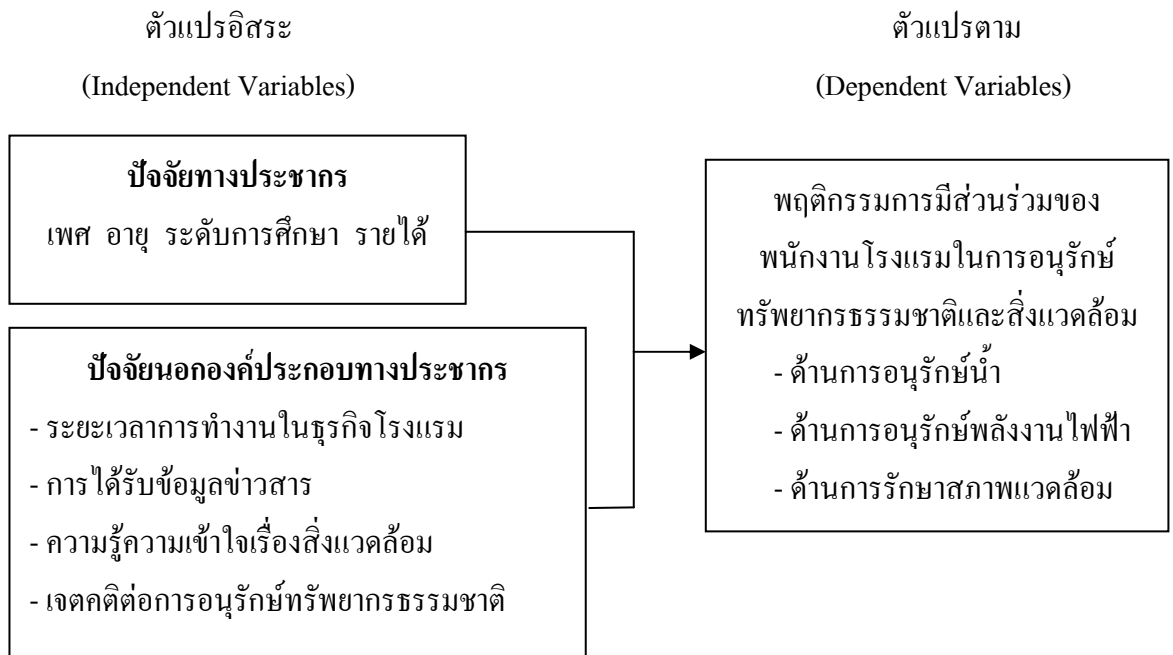 ตัวแปรอิสระ
(Independent Variables)
ปัจจัยทางประชากร
เพศ อายุ ระดับการศึกษา รายได้
ปัจจัยนอกองค์ประกอบทางประชากร
- ระยะเวลาการทำงานในธุรกิจโรงแรม
- การได้รับข้อมูลข่าวสาร
- ความรู้ความเข้าใจเรื่องสิ่งแวดล้อม
- เจตคติต่อการอนุรักษ์ทรัพยากรธรรมชาติ
ตัวแปรตาม
(Dependent Variables)
พฤติกรรมการมีส่วนร่วมของ
พนักงานโรงแรมในการอนุรักษ์
ทรัพยากรธรรมชาติและสิ่งแวดล้อม
- ด้านการอนุรักษ์น้ำ
- ด้านการอนุรักษ์พลังงานไฟฟ้า
- ด้านการรักษาสภาพแวดล้อม